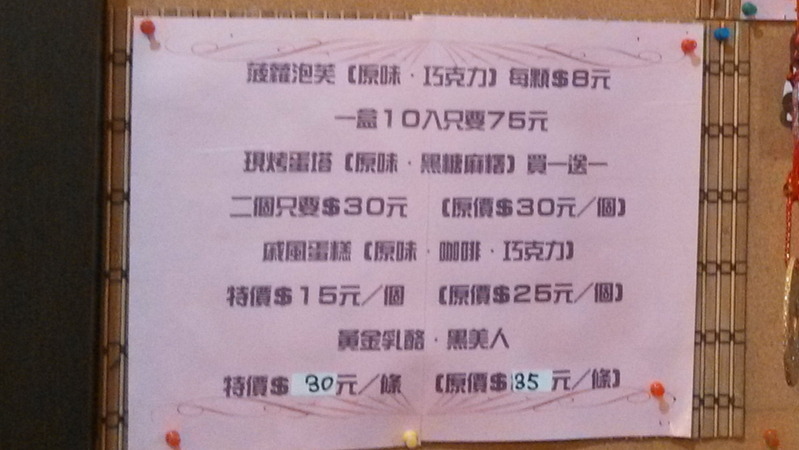 菠蘿泡芙【原味．巧克力】每顆$8元
一盒10入只要75元
現烤蛋塔【原味．黑糖麻糬】買一送一
二個只要$30元 【原價$30元／個】
戚風蛋糕【原味．咖啡．巧克力】
特價$15元／個 【原價$25元／個】
黃金乳酪．黑美人
特價$30元／條 【原價$35元／條】